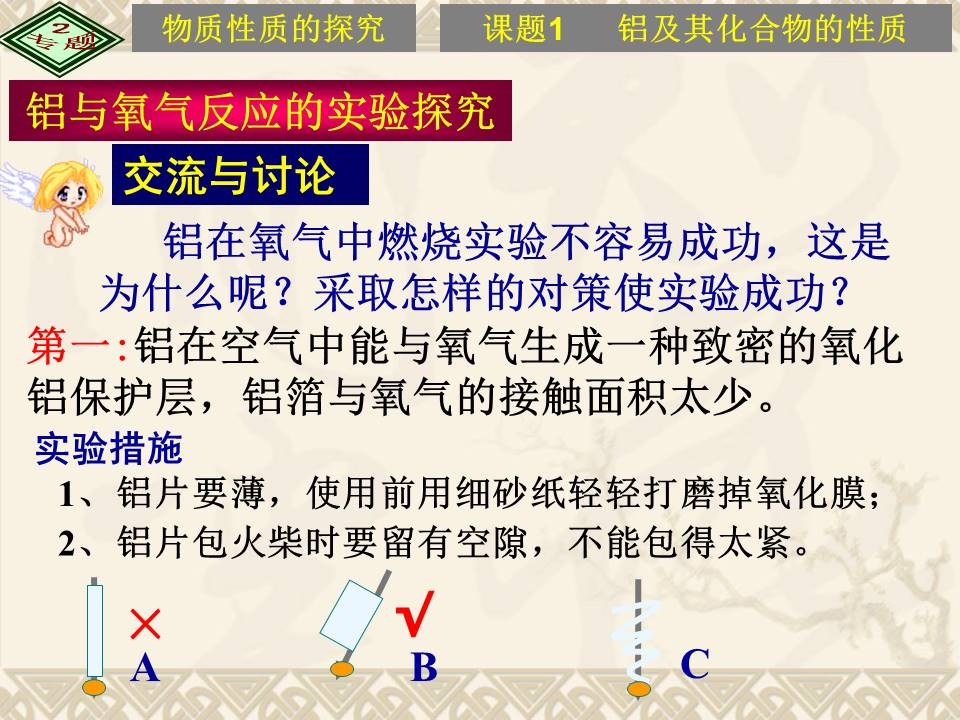 2
专题
物质性质的探究
课题1 铝及其化合物的性质
铝与氧气反应的实验探究
交流与讨论
铝在氧气中燃烧实验不容易成功，这是
为什么呢？采取怎样的对策使实验成功？
第一:铝在空气中能与氧气生成一种致密的氧化
铝保护层，铝箔与氧气的接触面积太少。
实验措施
1、铝片要薄，使用前用细砂纸轻轻打磨掉氧化膜；
2、铝片包火柴时要留有空隙，不能包得太紧。
×
√
A
B
C